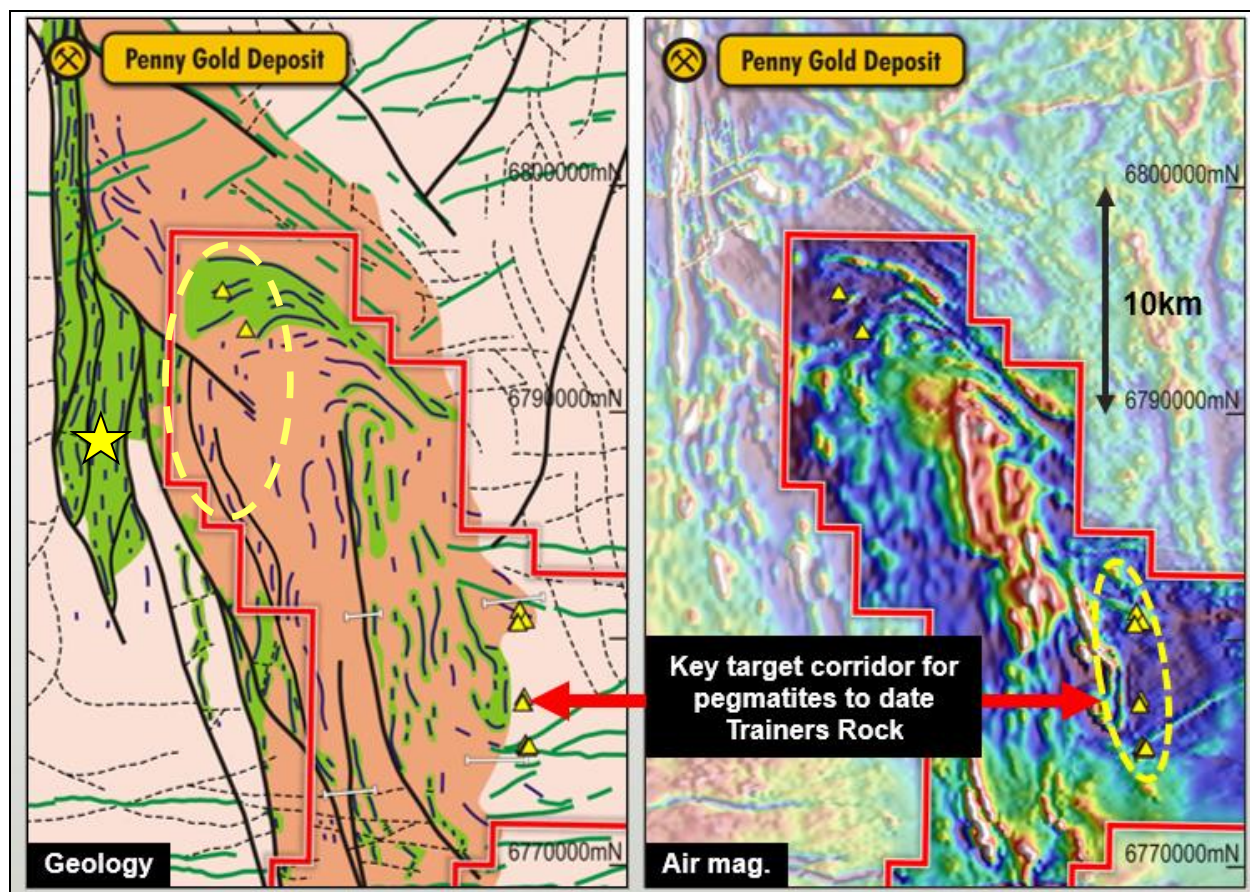 Penny Gold Deposit
6800000mN
6790000mN
6770000mN
Geology
Penny Gold Deposit
6800000mN
10km
6790000mN
Key target corridor for
pegmatites to date
Trainers Rock
6770000mN
Air mag.